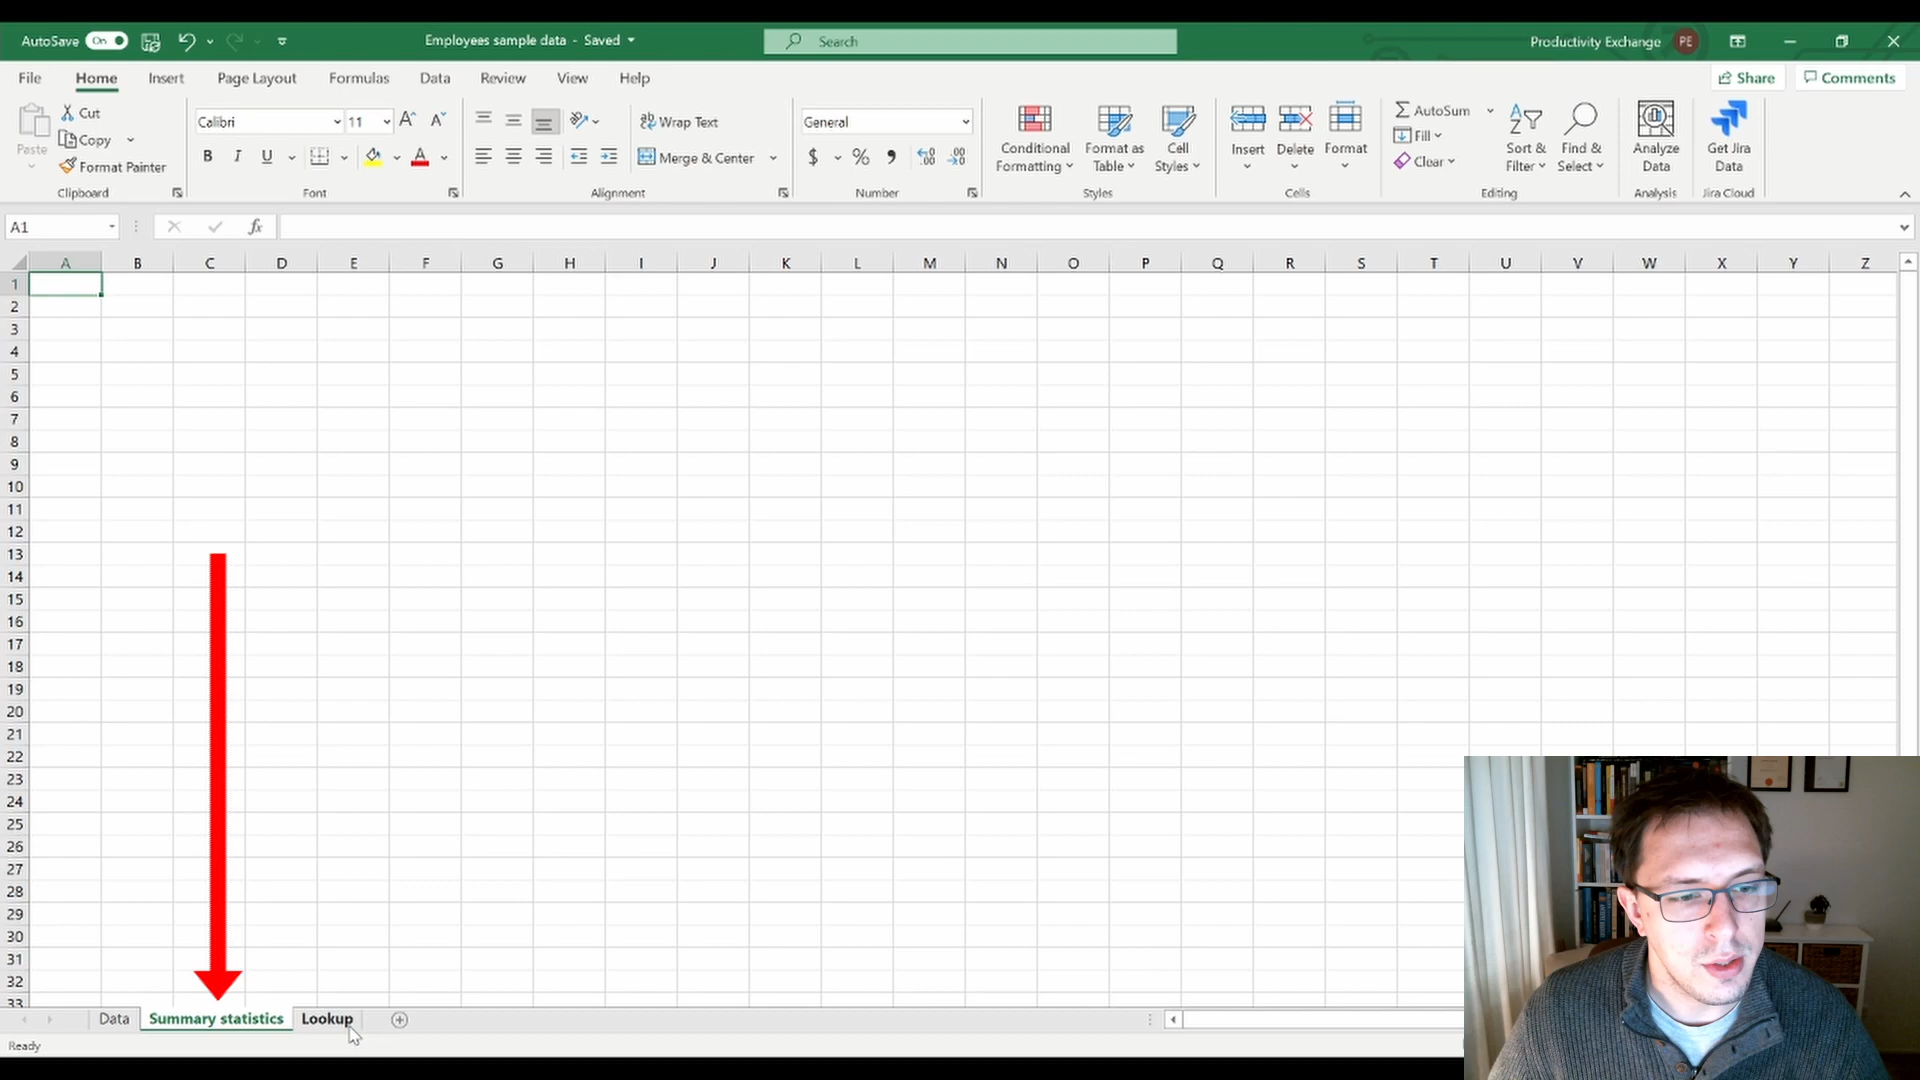 AutoSave On Employees sample data - Saved Search Productivity Exchange PE
File Home Insert Page Layout Formulas Data Review View Help Share Comments
Paste
Cut
Copy
Format Painter
Clipboard
Calibri 11 A A
B I U A
Font
Wrap Text
Merge & Center
Alignment
General
$ % , .00 .00
Number
Conditional Formatting
Format as Table
Cell Styles
Styles
Insert Delete Format
Cells
AutoSum
Fill
Clear
Sort & Filter
Find & Select
Editing
Analyze Data
Analysis
Get Jira Data
Jira Cloud
A1 fx
A B C D E F G H I J K L M N O P Q R S T U V W X Y Z
1
2
3
4
5
6
7
8
9
10
11
12
13
14
15
16
17
18
19
20
21
22
23
24
25
26
27
28
29
30
31
32
33
Data Summary statistics Lookup
Ready